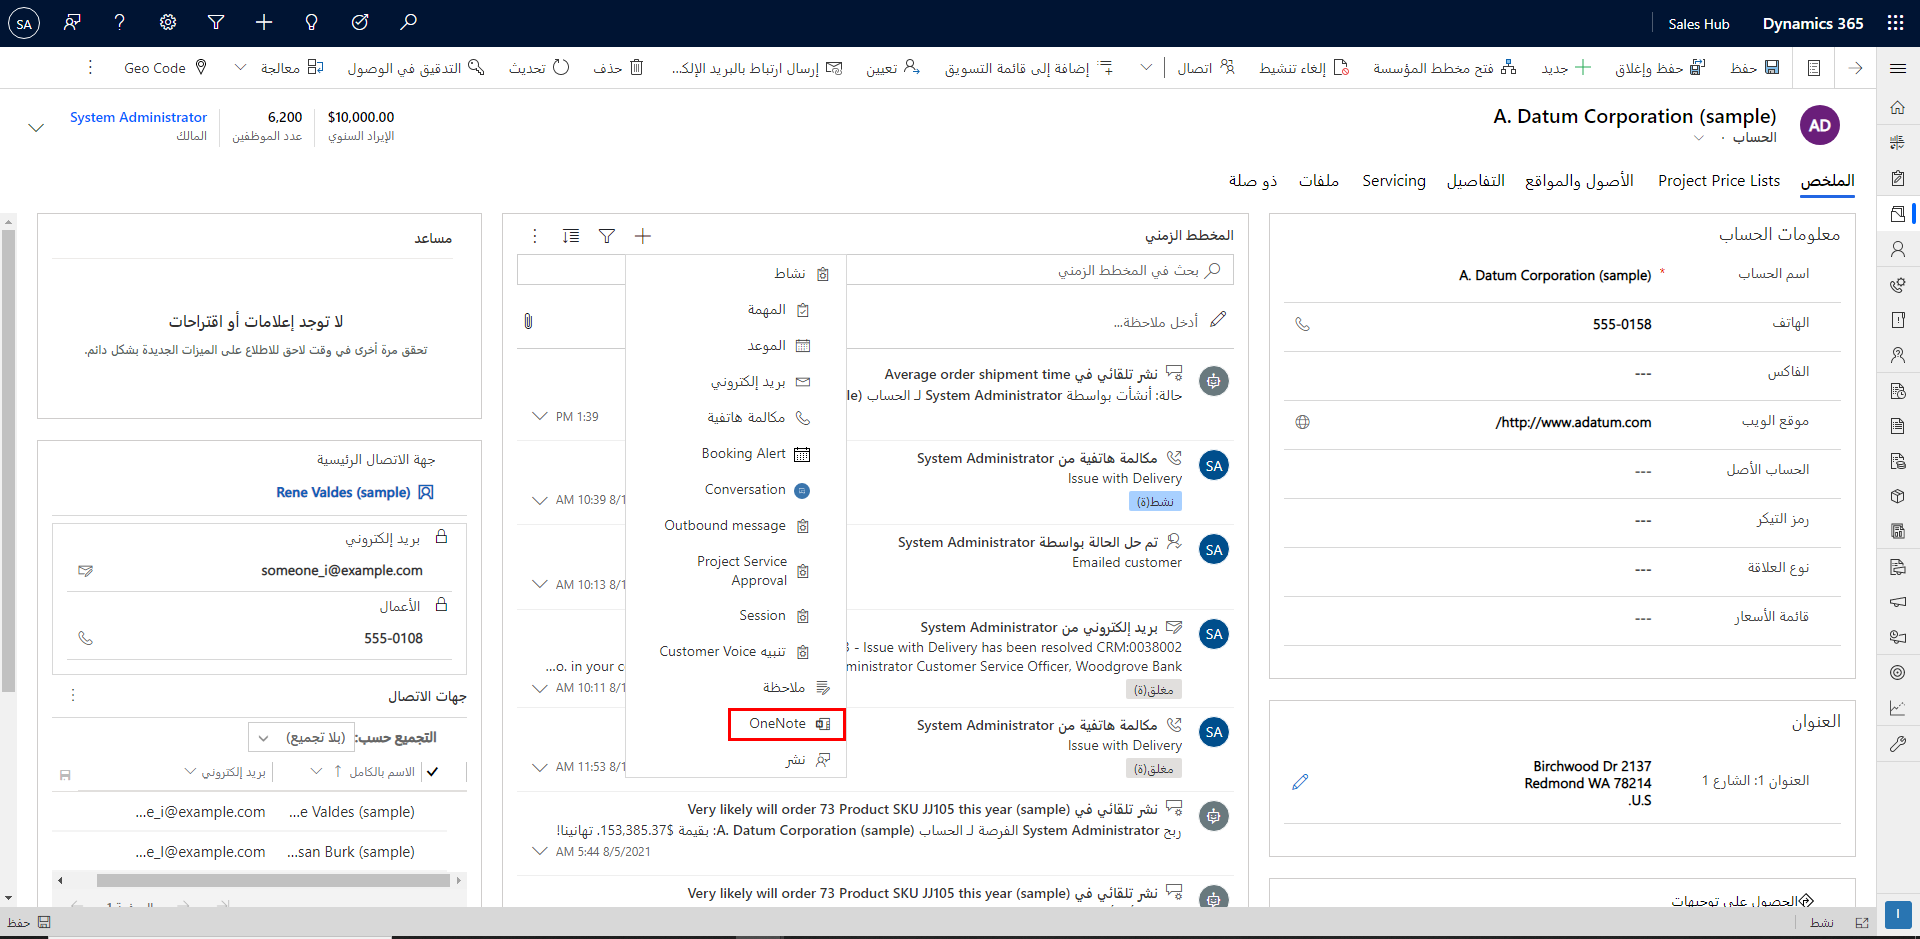 Dynamics 365
Sales Hub
SA
حفظ
حفظ وإغلاق
جديد
فتح مخطط المؤسسة
إلغاء تنشيط
اتصال
إضافة إلى قائمة التسويق
تعيين
إرسال ارتباط بالبريد الإلك...
حذف
تحديث
التدقيق في الوصول
معالجة
Geo Code
AD
A. Datum Corporation (sample)
الحساب ·
$10,000.00
الإيراد السنوي
6,200
عدد الموظفين
System Administrator
المالك
الملخص
Project Price Lists
الأصول والمواقع
التفاصيل
Servicing
ملفات
ذو صلة
معلومات الحساب
اسم الحساب
* A. Datum Corporation (sample)
الهاتف
555-0158
الفاكس
---
موقع الويب
/http://www.adatum.com
الحساب الأصل
---
رمز التيكر
---
نوع العلاقة
---
قائمة الأسعار
---
العنوان
العنوان 1: الشارع 1
Birchwood Dr 2137
Redmond WA 78214
.U.S
الحصول على توجيهات
المخطط الزمني
بحث في المخطط الزمني
أدخل ملاحظة...
نشر تلقائي في Average order shipment time
حالة: أنشأت بواسطة System Administrator لـ الحساب (le
PM 1:39
SA
مكالمة هاتفية من System Administrator
Issue with Delivery
نشط(ة)
AM 10:39 8/1
SA
تم حل الحالة بواسطة System Administrator
Emailed customer
AM 10:13 8/1
SA
بريد إلكتروني من System Administrator
3 - Issue with Delivery has been resolved CRM:0038002
...o. in your c
ministrator Customer Service Officer, Woodgrove Bank
مغلق(ة)
AM 10:11 8/1
SA
مكالمة هاتفية من System Administrator
Issue with Delivery
مغلق(ة)
AM 11:53 8/1
نشر تلقائي في Very likely will order 73 Product SKU JJ105 this year (sample)
ربح System Administrator الفرصة لـ الحساب A. Datum Corporation (sample): بقيمة $153,385.37. تهانينا!
AM 5:44 8/5/2021
نشر تلقائي في Very likely will order 73 Product SKU JJ105 this year (sample)
نشاط
المهمة
الموعد
بريد إلكتروني
مكالمة هاتفية
Booking Alert
Conversation
Outbound message
Project Service
Approval
Session
تنبيه Customer Voice
ملاحظة
OneNote
نشر
مساعد
لا توجد إعلامات أو اقتراحات
تحقق مرة أخرى في وقت لاحق للاطلاع على الميزات الجديدة بشكل دائم.
جهة الاتصال الرئيسية
Rene Valdes (sample)
بريد إلكتروني
someone_i@example.com
الأعمال
555-0108
جهات الاتصال
التجميع حسب:
(بلا تجميع)
الاسم بالكامل ↑
بريد إلكتروني
...e Valdes (sample)
...e_i@example.com
...san Burk (sample)
...e_l@example.com
نشط
حفظ
I